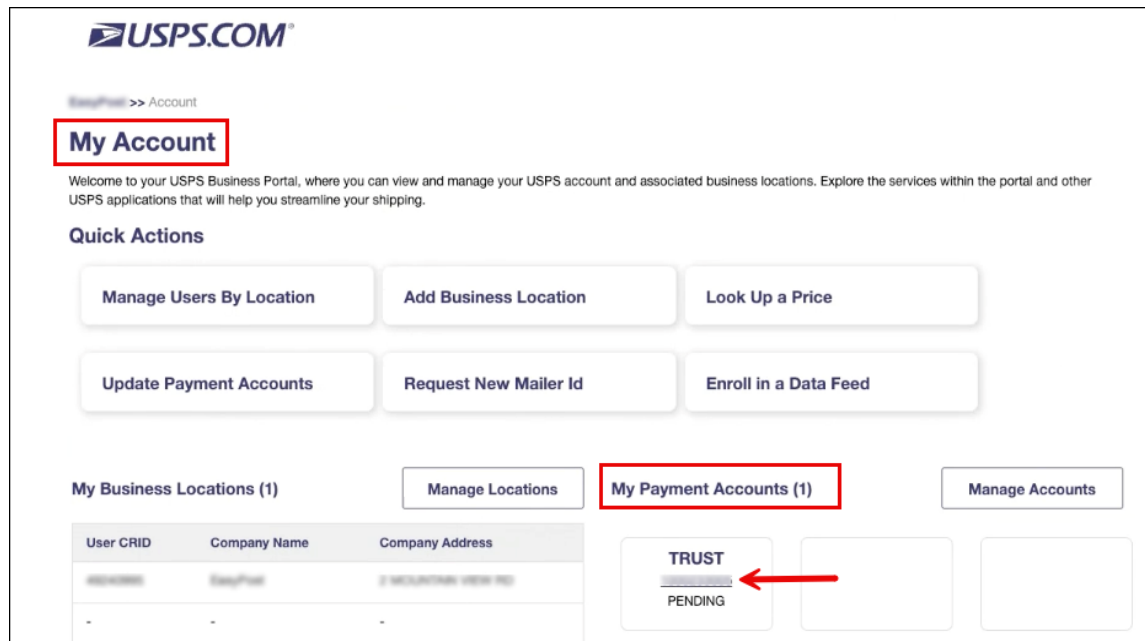 USPS.COM®
>> Account
My Account
Welcome to your USPS Business Portal, where you can view and manage your USPS account and associated business locations. Explore the services within the portal and other
USPS applications that will help you streamline your shipping.
Quick Actions
Manage Users By Location
Add Business Location
Look Up a Price
Update Payment Accounts
Request New Mailer Id
Enroll in a Data Feed
My Business Locations (1)
Manage Locations
User CRID Company Name Company Address
- - -
My Payment Accounts (1)
Manage Accounts
TRUST
PENDING